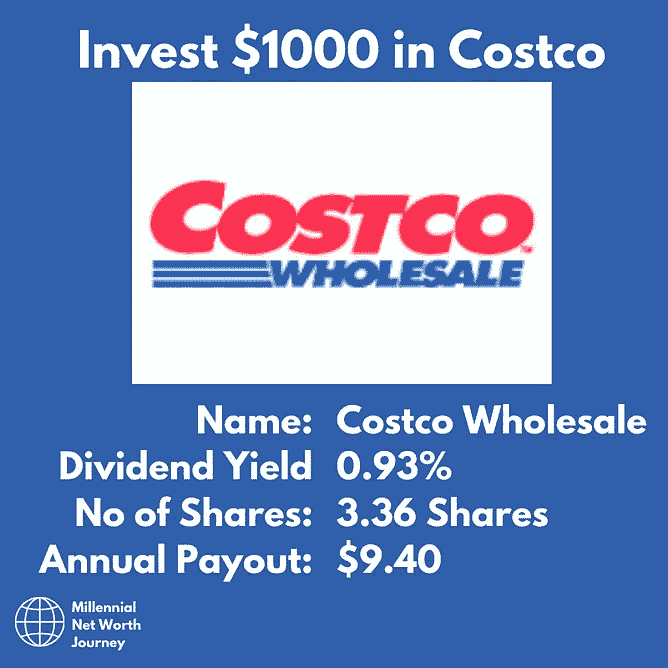 Invest $1000 in Costco
COSTCO
WHOLESALE
Name: Costco Wholesale
Dividend Yield 0.93%
No of Shares: 3.36 Shares
Annual Payout: $9.40
Millennial
Net Worth
Journey